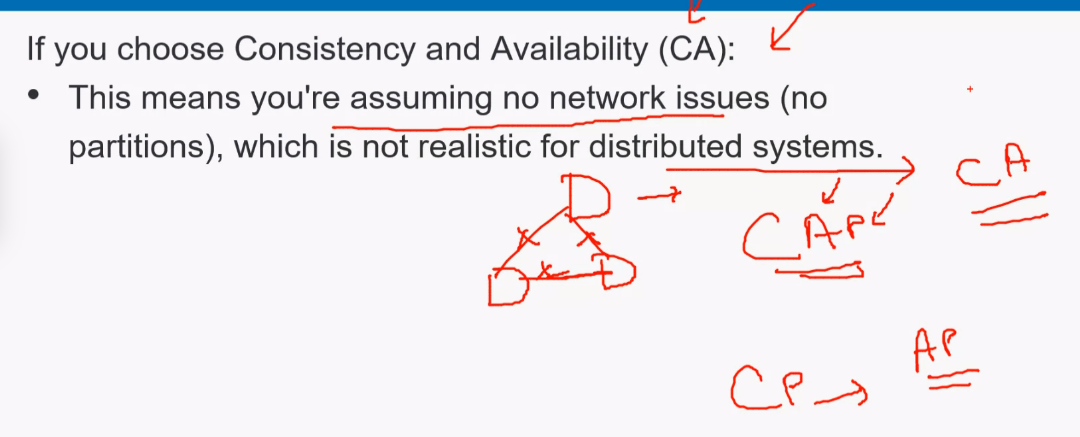 If you choose Consistency and Availability (CA):
• This means you're assuming no network issues (no
partitions), which is not realistic for distributed systems.
CA
D
CAP
D D
AP
CP